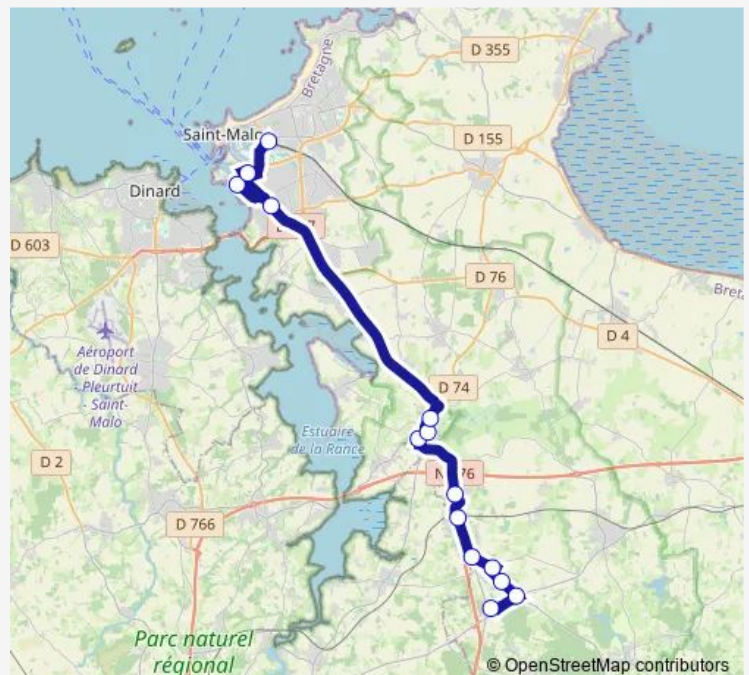 D 355
Bretagne
Saint-Malo
D 155
Dinard
D 603
D 76
Bret
D 4
Aéroport
de Dinard
- Pleurtuit
- Saint-
Malo
D 74
Estuaire
de la Rance
D 2
D 766
Parc naturel
régional
© OpenStreetMap contributors